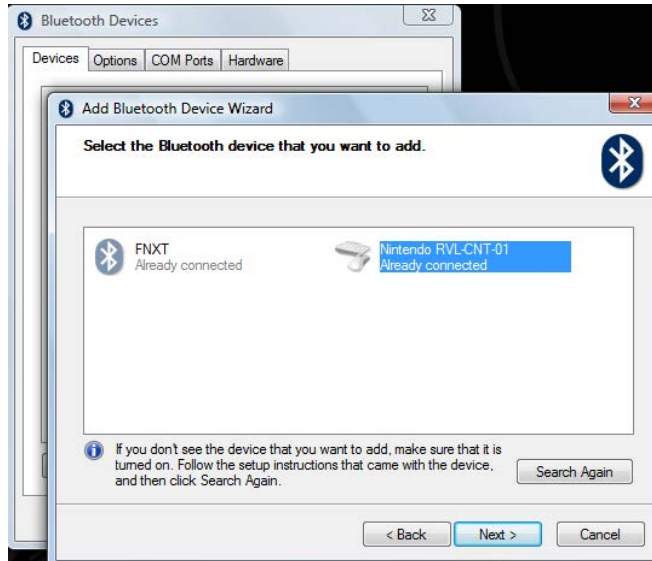 Bluetooth Devices
Devices Options COM Ports Hardware
Add Bluetooth Device Wizard
Select the Bluetooth device that you want to add.
FNXT
Already connected
Nintendo RVL-CNT-01
Already connected
If you don't see the device that you want to add, make sure that it is
turned on. Follow the setup instructions that came with the device,
and then click Search Again.
Search Again
< Back Next > Cancel